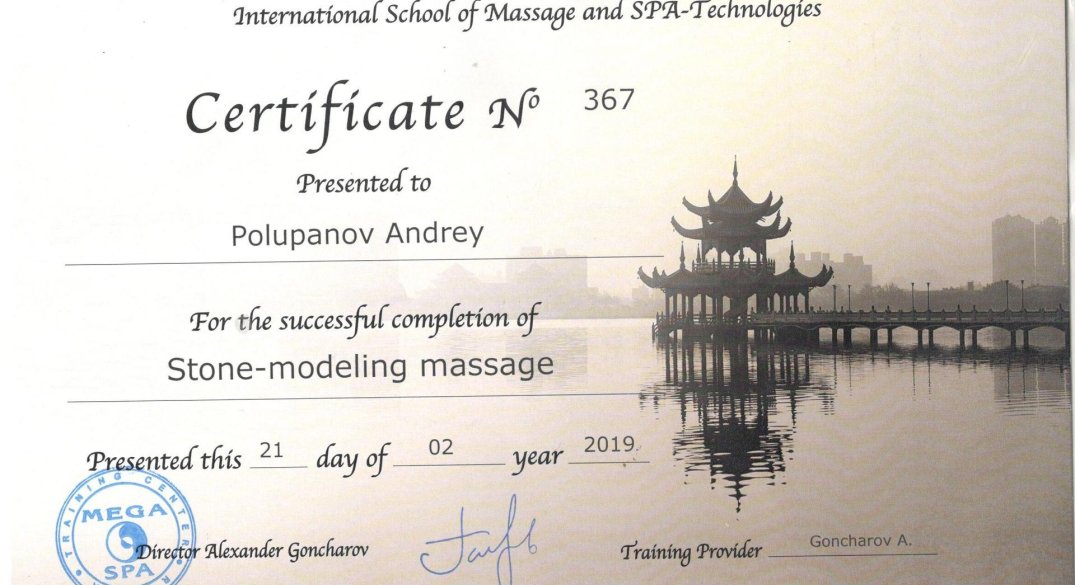 International School of Massage and SPA-Technologies
Certificate Nº 367
Presented to
Polupanov Andrey
For the successful completion of
Stone-modeling massage
Presented this 21 day of 02 year 2019
TRAINING CENTER
MEGA
SPA
Director Alexander Goncharov
Training Provider Goncharov A.